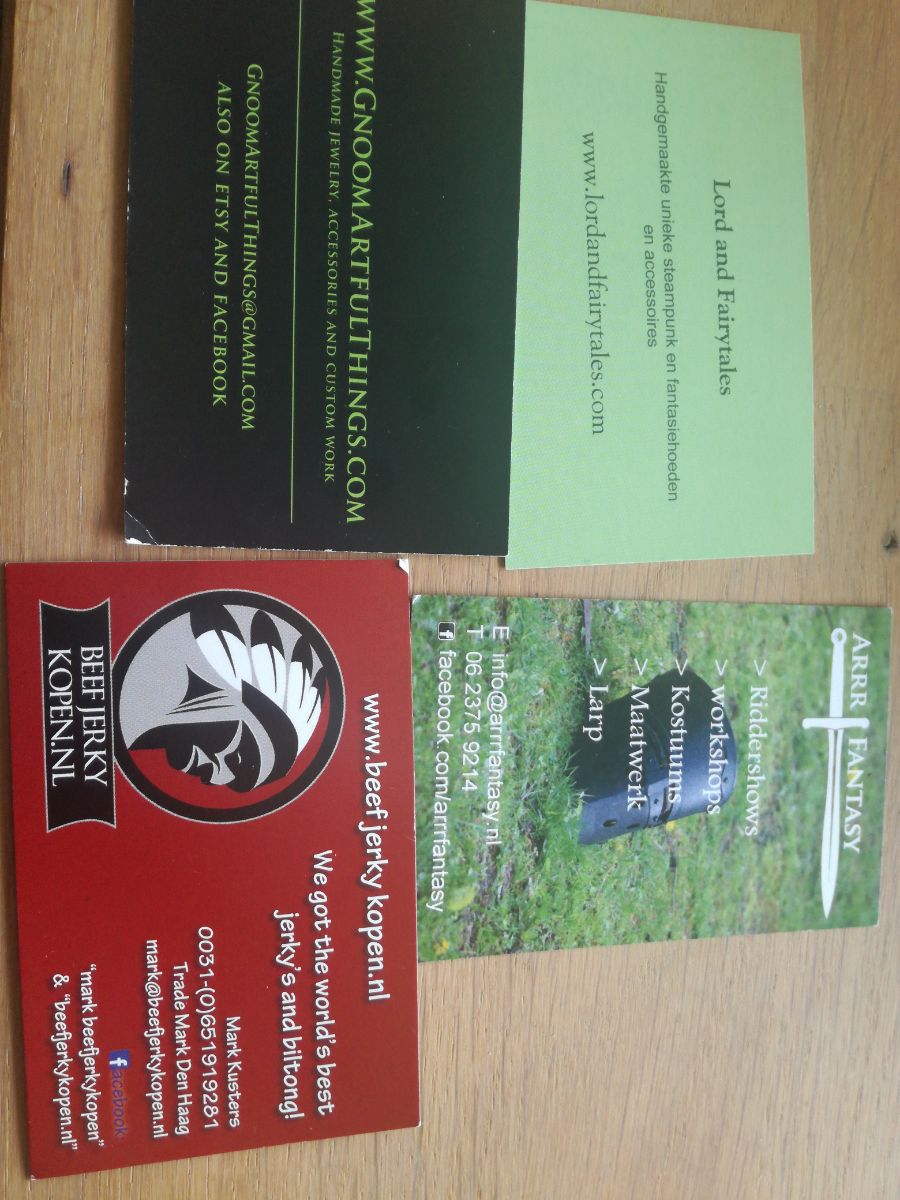 www.GnoomArtfulThings.com
Handmade jewelry, accessories and custom work
GnoomArtfulThings@gmail.com
also on Etsy and Facebook
Lord and Fairytales
Handgemaakte unieke steampunk en fantasiehoeden
en accessoires
www.lordandfairytales.com
BEEF JERKY
KOPEN.NL
www.beefjerkykopen.nl
We got the world's best
jerky's and biltong!
Mark Kusters
0031-(0)651919281
Trade Mark Den Haag
mark@beefjerkykopen.nl
facebook
"mark beefjerkykopen"
& "beefjerkykopen.nl"
ARRR FANTASY
> Riddershows
> workshops
> Kostuums
> Maatwerk
> Larp
E info@arrrfantasy.nl
T 06 2375 9214
f facebook.com/arrrfantasy